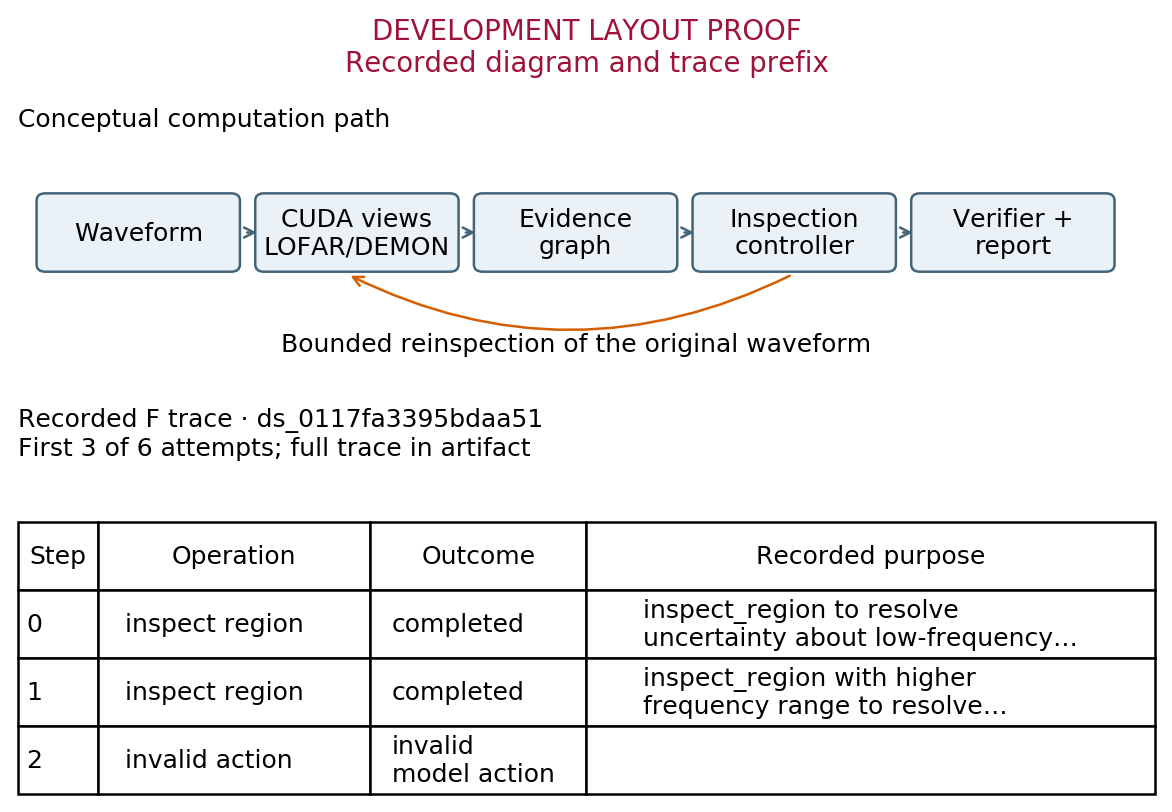 DEVELOPMENT LAYOUT PROOF
Recorded diagram and trace prefix
Conceptual computation path
Waveform
CUDA views
LOFAR/DEMON
Evidence
graph
Inspection
controller
Verifier +
report
Bounded reinspection of the original waveform
Recorded F trace · ds_0117fa3395bdaa51
First 3 of 6 attempts; full trace in artifact
Step
Operation
Outcome
Recorded purpose
0
inspect region
completed
inspect_region to resolve
uncertainty about low-frequency…
1
inspect region
completed
inspect_region with higher
frequency range to resolve…
2
invalid action
invalid
model action